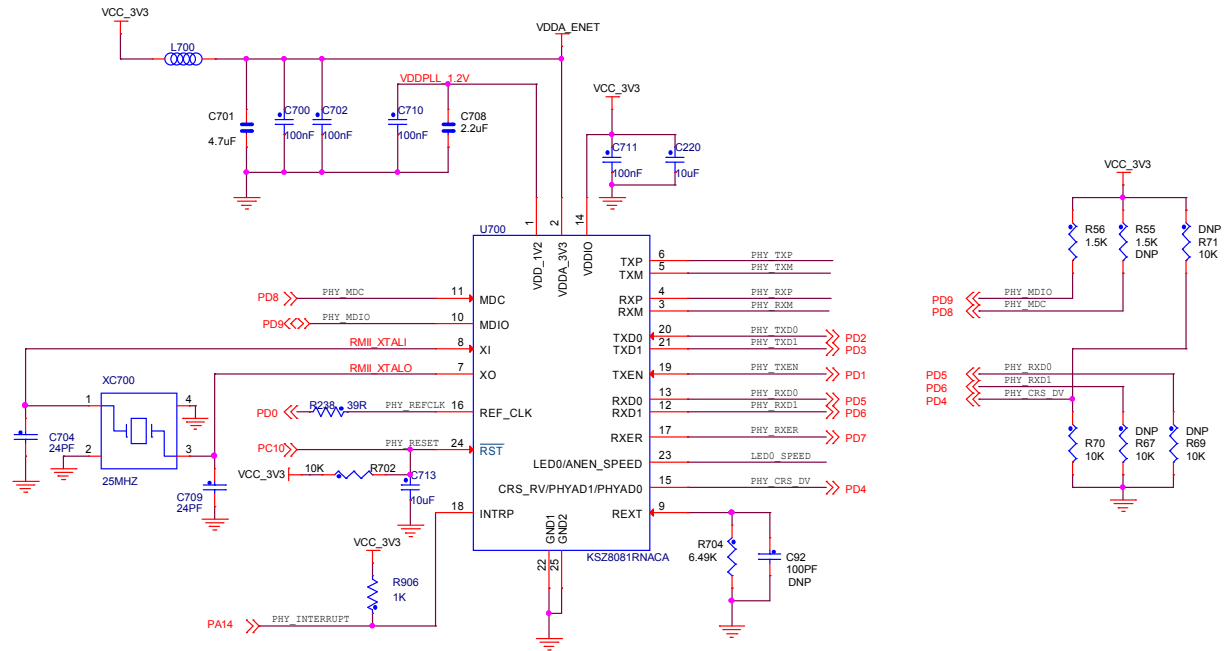 VCC_3V3
L700
VDDA_ENET
VDDPLL_1.2V
C701
4.7uF
C700
100nF
C702
100nF
C710
100nF
C708
2.2uF
VCC_3V3
C711
100nF
C220
10uF
1
2
14
U700
VDD_1V2
VDDA_3V3
VDDIO
PD8
PHY_MDC
11
MDC
PD9
PHY_MDIO
10
MDIO
RMII_XTALI
8
XI
RMII_XTALO
7
XO
XC700
1
4
2
3
25MHZ
C704
24PF
C709
24PF
PD0
R238
39R
PHY_REFCLK
16
REF_CLK
PC10
PHY_RESET
24
RST
VCC_3V3
10K
R702
C713
10uF
18
INTRP
VCC_3V3
R906
1K
PA14
PHY_INTERRUPT
GND1
GND2
22
25
KSZ8081RNACA
TXP
6
PHY_TXP
TXM
5
PHY_TXM
RXP
4
PHY_RXP
RXM
3
PHY_RXM
TXD0
20
PHY_TXD0
PD2
TXD1
21
PHY_TXD1
PD3
TXEN
19
PHY_TXEN
PD1
RXD0
13
PHY_RXD0
PD5
RXD1
12
PHY_RXD1
PD6
RXER
17
PHY_RXER
PD7
LED0/ANEN_SPEED
23
LED0_SPEED
CRS_RV/PHYAD1/PHYAD0
15
PHY_CRS_DV
PD4
REXT
9
R704
6.49K
C92
100PF
DNP
VCC_3V3
R56
1.5K
R55
1.5K
DNP
DNP
R71
10K
PD9
PHY_MDIO
PD8
PHY_MDC
PD5
PHY_RXD0
PD6
PHY_RXD1
PD4
PHY_CRS_DV
R70
10K
DNP
R67
10K
DNP
R69
10K